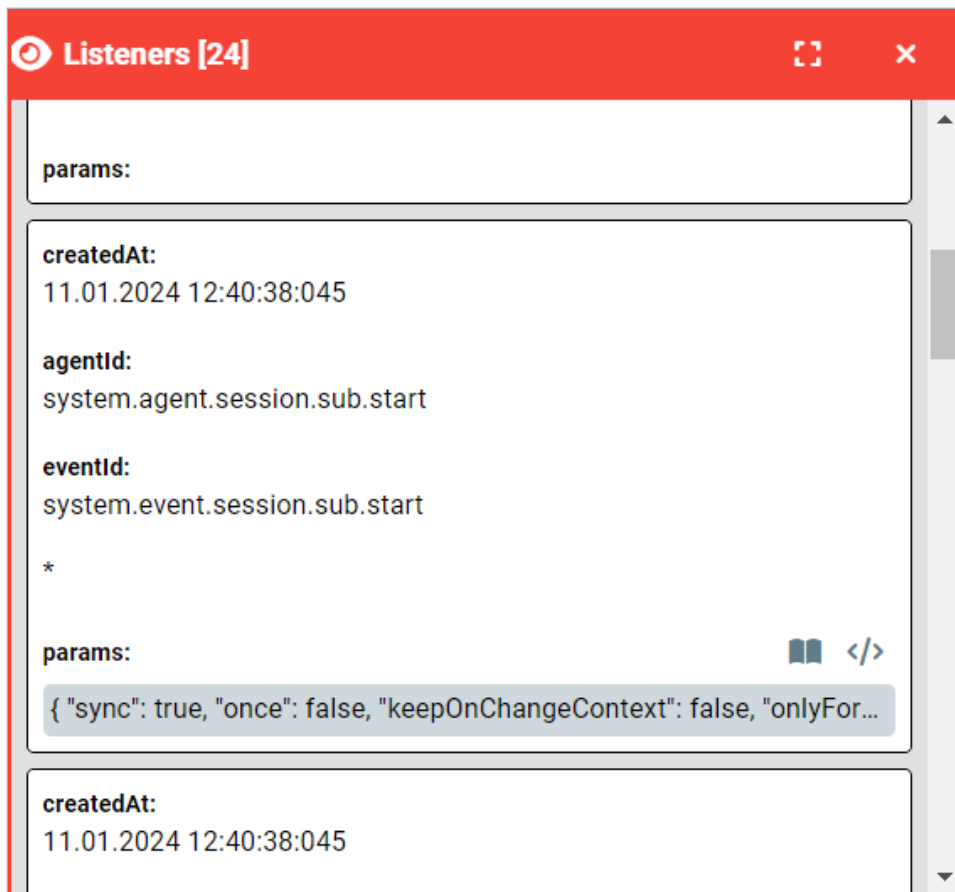 Listeners [24]
params:
createdAt:
11.01.2024 12:40:38:045
agentId:
system.agent.session.sub.start
eventId:
system.event.session.sub.start
*
params:
{ "sync": true, "once": false, "keepOnChangeContext": false, "onlyFor...
createdAt:
11.01.2024 12:40:38:045